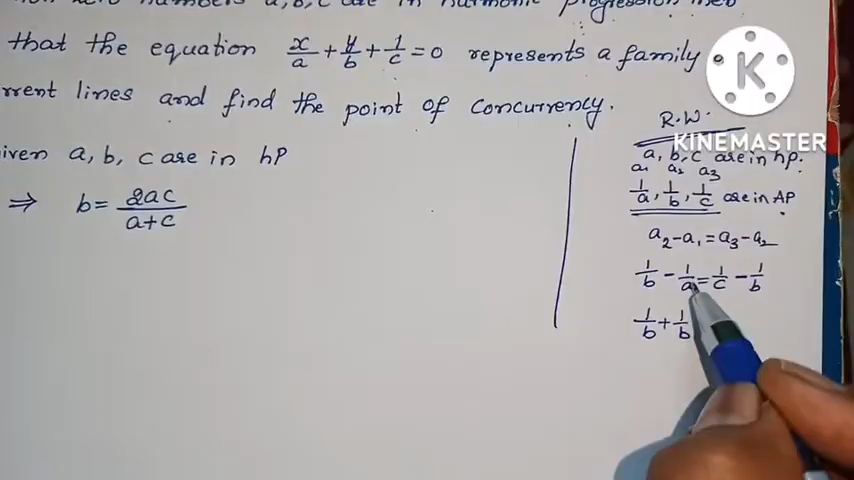 that the equation x/a + y/b + 1/c = 0 represents a family
rrent lines and find the point of concurrency.
iven a, b, c are in hP
⇒ b = 2ac/a+c
R.W.
a, b, c are in hp.
a1 a2 a3
1/a, 1/b, 1/c are in AP
a2-a1=a3-a2
1/b - 1/a = 1/c - 1/b
1/b + 1/b
K
KINEMASTER